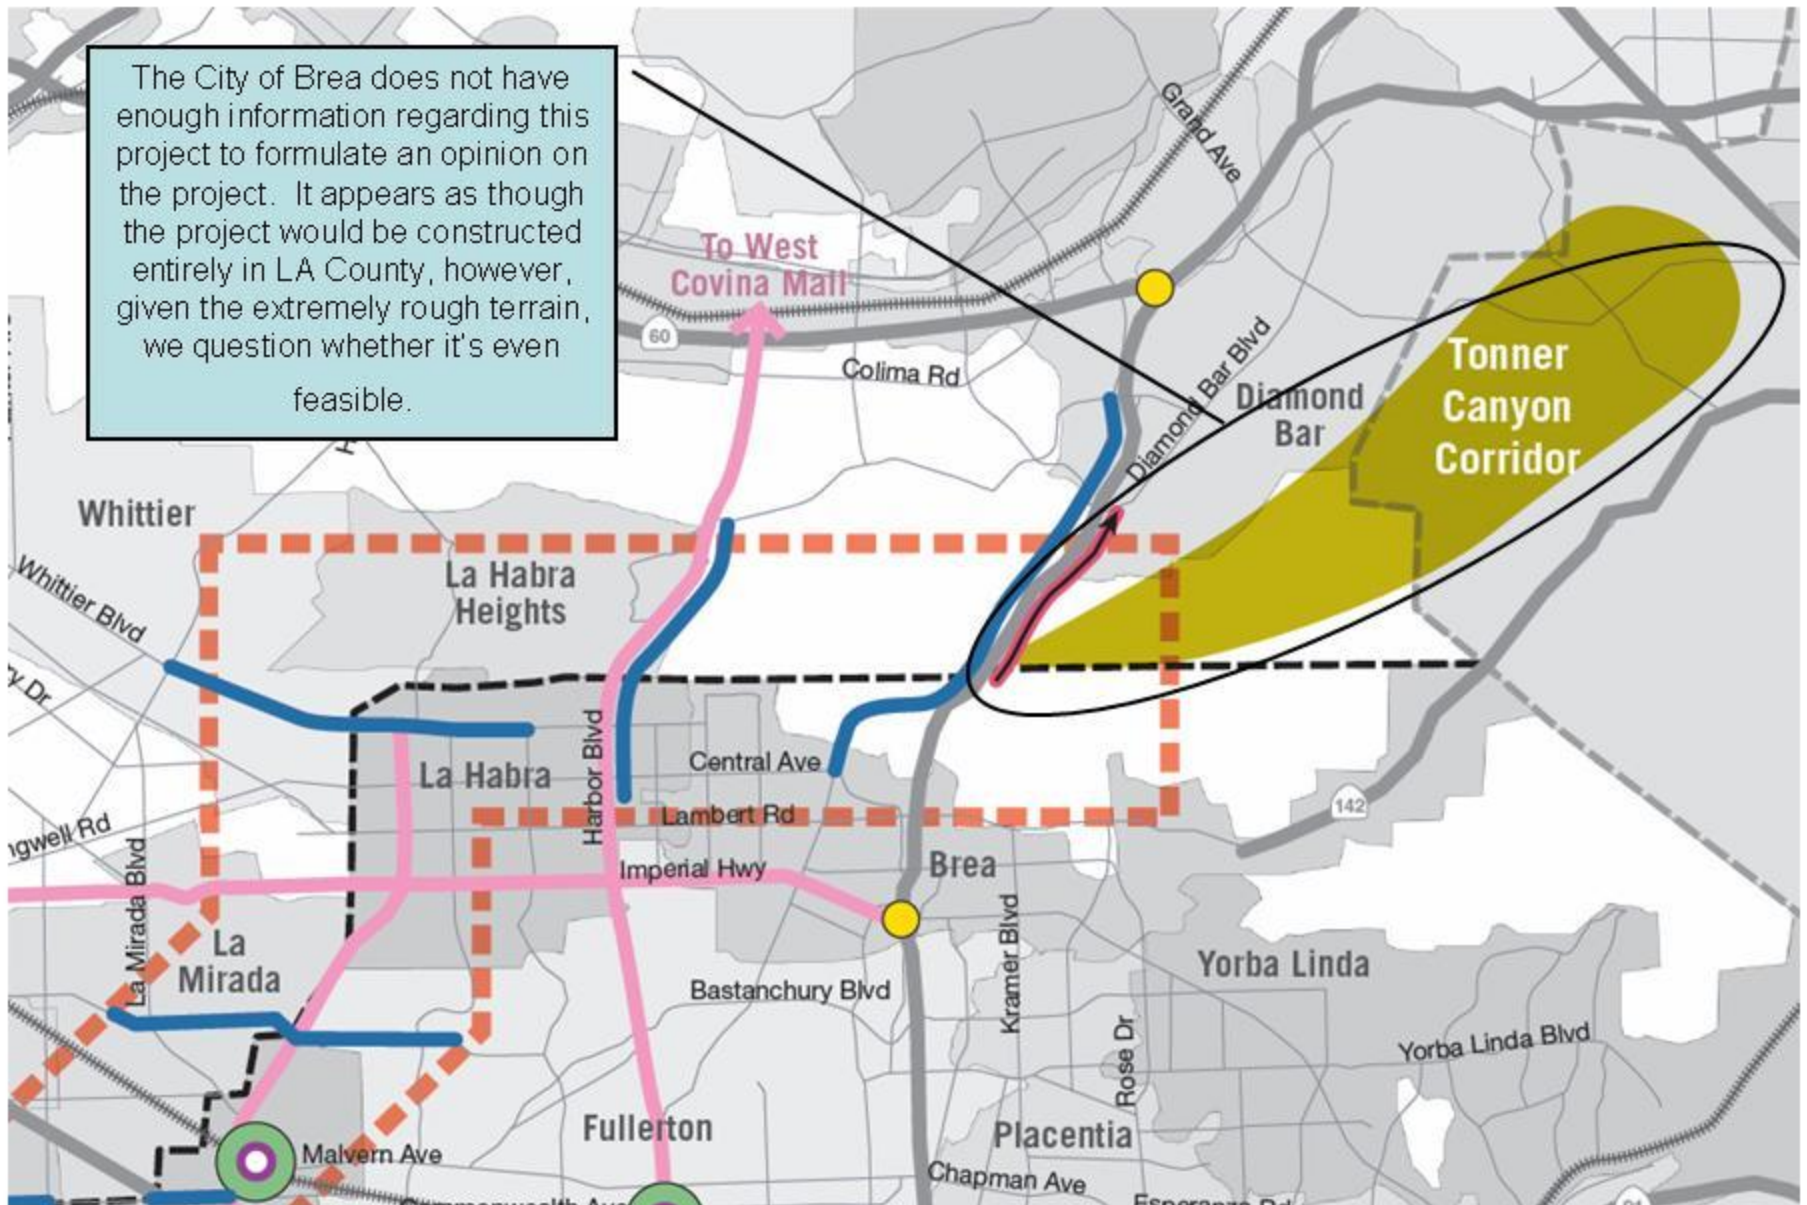 The City of Brea does not have
enough information regarding this
project to formulate an opinion on
the project. It appears as though
the project would be constructed
entirely in LA County, however,
given the extremely rough terrain,
we question whether it's even
feasible.
Grand Ave
To West
Covina Mall
60
Colima Rd
Diamond Bar Blvd
Diamond
Bar
Tonner
Canyon
Corridor
Whittier
Whittier Blvd
La Habra
Heights
ry Dr
Harbor Blvd
La Habra
Central Ave
Lambert Rd
142
ngwell Rd
La Mirada Blvd
Imperial Hwy
Brea
Kramer Blvd
La
Mirada
Yorba Linda
Bastanchury Blvd
Rose Dr
Yorba Linda Blvd
Fullerton
Placentia
Malvern Ave
Chapman Ave